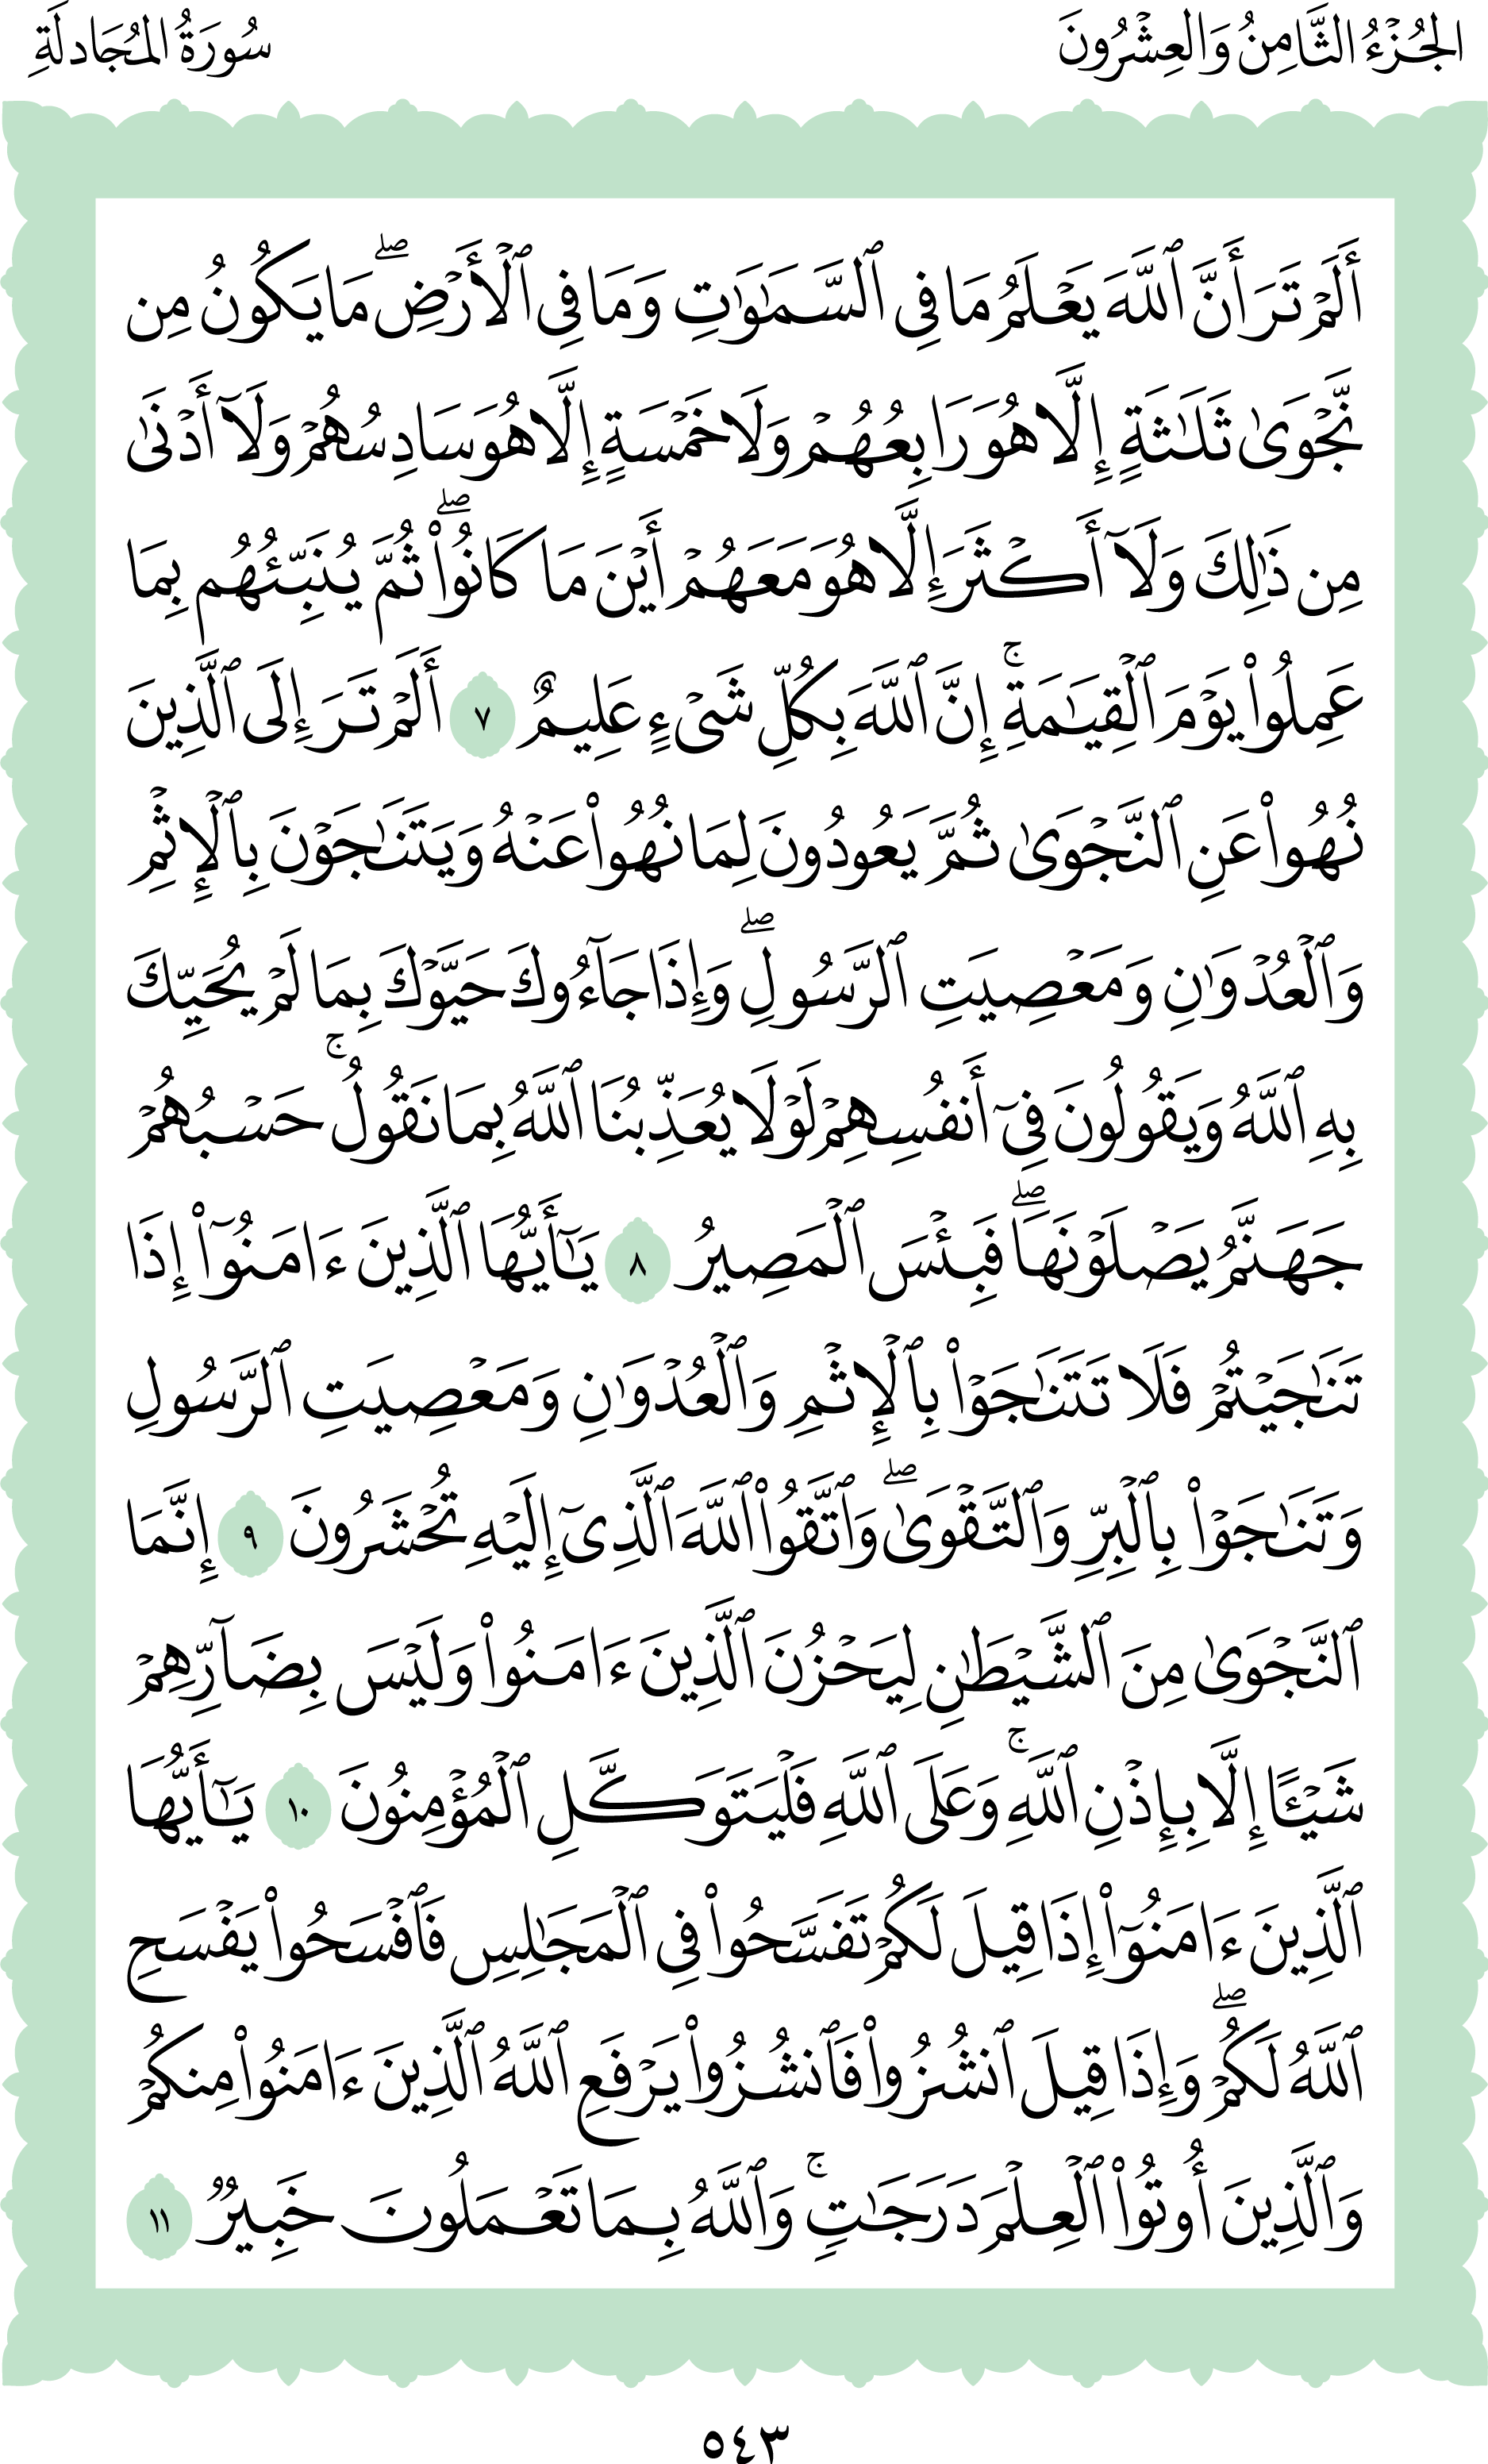 الجُزْءُ الثَّامِنُ وَالعِشْرُونَ
سُورَةُ المُجَادلَةِ
أَلَمۡ تَرَ أَنَّ ٱللَّهَ يَعۡلَمُ مَا فِي ٱلسَّمَٰوَٰتِ وَمَا فِي ٱلۡأَرۡضِۖ مَا يَكُونُ مِن
نَّجۡوَىٰ ثَلَٰثَةٍ إِلَّا هُوَ رَابِعُهُمۡ وَلَا خَمۡسَةٍ إِلَّا هُوَ سَادِسُهُمۡ وَلَآ أَدۡنَىٰ
مِن ذَٰلِكَ وَلَآ أَكۡثَرَ إِلَّا هُوَ مَعَهُمۡ أَيۡنَ مَا كَانُواْۖ ثُمَّ يُنَبِّئُهُم بِمَا
عَمِلُواْ يَوۡمَ ٱلۡقِيَٰمَةِۚ إِنَّ ٱللَّهَ بِكُلِّ شَيۡءٍ عَلِيمٌ ٧ أَلَمۡ تَرَ إِلَى ٱلَّذِينَ
نُهُواْ عَنِ ٱلنَّجۡوَىٰ ثُمَّ يَعُودُونَ لِمَا نُهُواْ عَنۡهُ وَيَتَنَٰجَوۡنَ بِٱلۡإِثۡمِ
وَٱلۡعُدۡوَٰنِ وَمَعۡصِيَتِ ٱلرَّسُولِۖ وَإِذَا جَآءُوكَ حَيَّوۡكَ بِمَا لَمۡ يُحَيِّكَ
بِهِ ٱللَّهُ وَيَقُولُونَ فِيٓ أَنفُسِهِمۡ لَوۡلَا يُعَذِّبُنَا ٱللَّهُ بِمَا نَقُولُۚ حَسۡبُهُمۡ
جَهَنَّمُ يَصۡلَوۡنَهَاۖ فَبِئۡسَ ٱلۡمَصِيرُ ٨ يَٰٓأَيُّهَا ٱلَّذِينَ ءَامَنُوٓاْ إِذَا
تَنَٰجَيۡتُمۡ فَلَا تَتَنَٰجَوۡاْ بِٱلۡإِثۡمِ وَٱلۡعُدۡوَٰنِ وَمَعۡصِيَتِ ٱلرَّسُولِ
وَتَنَٰجَوۡاْ بِٱلۡبِرِّ وَٱلتَّقۡوَىٰۖ وَٱتَّقُواْ ٱللَّهَ ٱلَّذِيٓ إِلَيۡهِ تُحۡشَرُونَ ٩ إِنَّمَا
ٱلنَّجۡوَىٰ مِنَ ٱلشَّيۡطَٰنِ لِيَحۡزُنَ ٱلَّذِينَ ءَامَنُواْ وَلَيۡسَ بِضَآرِّهِمۡ
شَيۡـًٔا إِلَّا بِإِذۡنِ ٱللَّهِۚ وَعَلَى ٱللَّهِ فَلۡيَتَوَكَّلِ ٱلۡمُؤۡمِنُونَ ١٠ يَٰٓأَيُّهَا
ٱلَّذِينَ ءَامَنُوٓاْ إِذَا قِيلَ لَكُمۡ تَفَسَّحُواْ فِي ٱلۡمَجَٰلِسِ فَٱفۡسَحُواْ يَفۡسَحِ
ٱللَّهُ لَكُمۡۖ وَإِذَا قِيلَ ٱنشُزُواْ فَٱنشُزُواْ يَرۡفَعِ ٱللَّهُ ٱلَّذِينَ ءَامَنُواْ مِنكُمۡ
وَٱلَّذِينَ أُوتُواْ ٱلۡعِلۡمَ دَرَجَٰتٖۚ وَٱللَّهُ بِمَا تَعۡمَلُونَ خَبِيرٞ ١١
٥٤٣